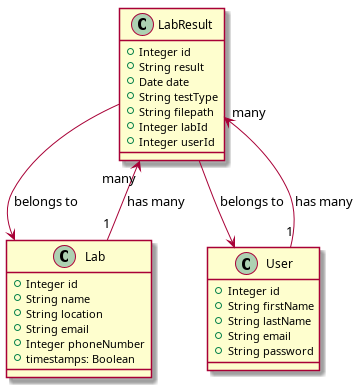 C LabResult
Integer id
String result
Date date
String testType
String filepath
Integer labId
Integer userId
many
many
belongs to
has many
belongs to
has many
1
1
C Lab
Integer id
String name
String location
String email
Integer phoneNumber
timestamps: Boolean
C User
Integer id
String firstName
String lastName
String email
String password